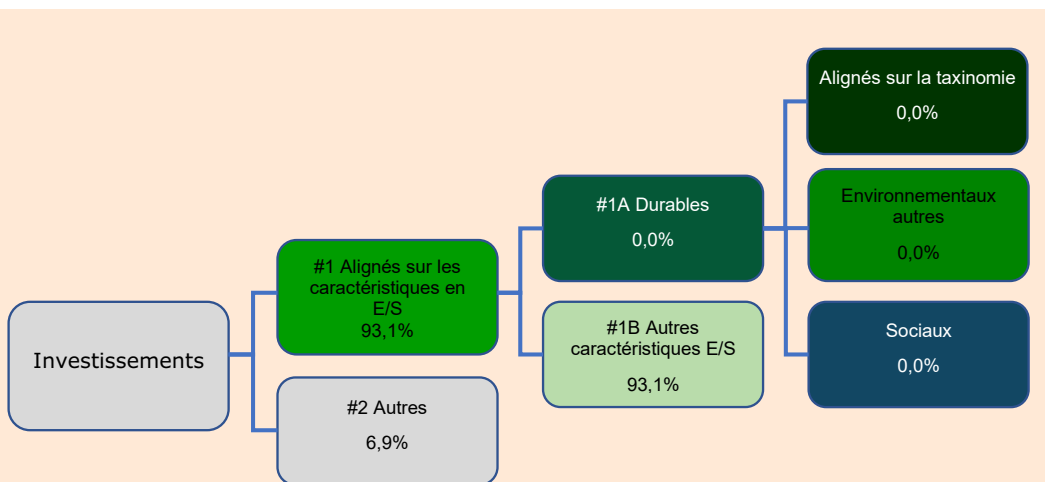 Investissements
#1 Alignés sur les
caractéristiques en
E/S
93,1%
#2 Autres
6,9%
#1A Durables
0,0%
#1B Autres
caractéristiques E/S
93,1%
Alignés sur la taxinomie
0,0%
Environnementaux
autres
0,0%
Sociaux
0,0%